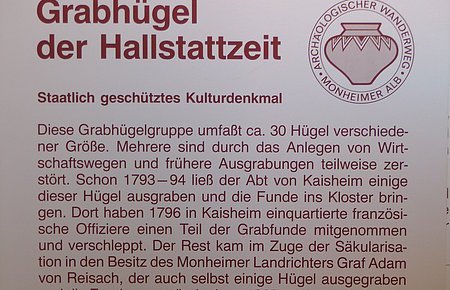 Grabhügel
der Hallstattzeit
ARCHÄOLOGISCHER WANDERWEG·
MONHEIMER ALB·
Staatlich geschütztes Kulturdenkmal
Diese Grabhügelgruppe umfaßt ca. 30 Hügel verschiede-
ner Größe. Mehrere sind durch das Anlegen von Wirt-
schaftswegen und frühere Ausgrabungen teilweise zer-
stört. Schon 1793—94 ließ der Abt von Kaisheim einige
dieser Hügel ausgraben und die Funde ins Kloster brin-
gen. Dort haben 1796 in Kaisheim einquartierte französi-
sche Offiziere einen Teil der Grabfunde mitgenommen
und verschleppt. Der Rest kam im Zuge der Säkularisa-
tion in den Besitz des Monheimer Landrichters Graf Adam
von Reisach, der auch selbst einige Hügel ausgegraben